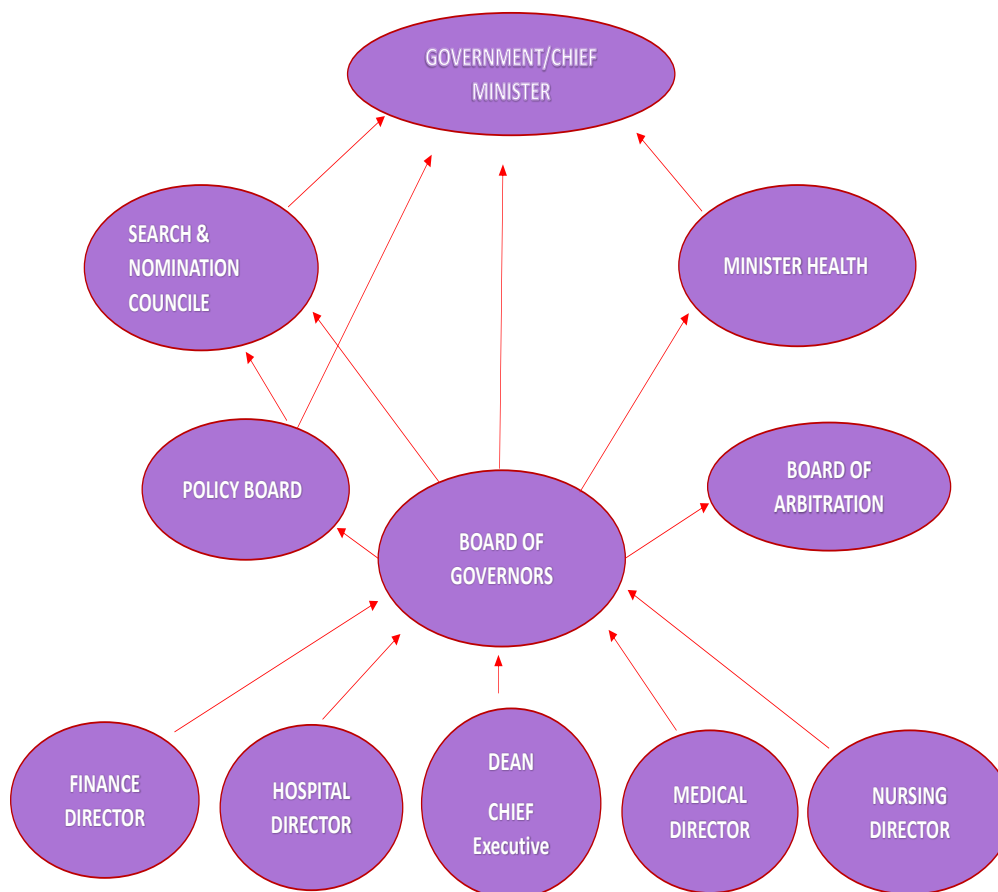 GOVERNMENT/CHIEF
MINISTER
SEARCH &
NOMINATION
COUNCILE
MINISTER HEALTH
POLICY BOARD
BOARD OF
ARBITRATION
BOARD OF
GOVERNORS
FINANCE
DIRECTOR
HOSPITAL
DIRECTOR
DEAN
CHIEF
Executive
MEDICAL
DIRECTOR
NURSING
DIRECTOR